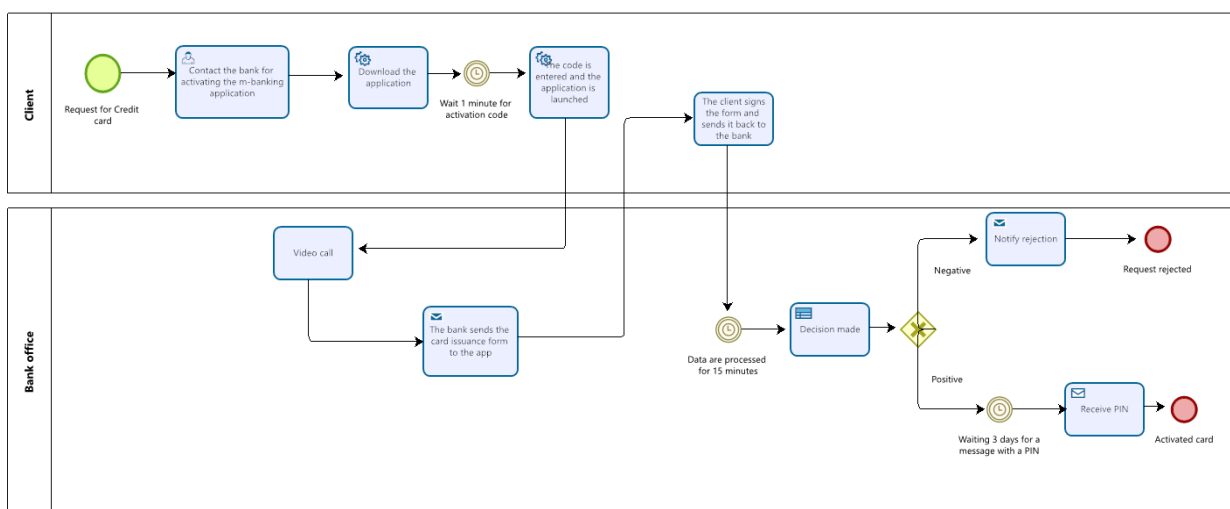 Client
Request for Credit
card
Contact the bank for
activating the m-banking
application
Download the
application
Wait 1 minute for
activation code
The code is
entered and the
application is
launched
The client signs
the form and
sends it back to
the bank
Bank office
Video call
The bank sends the
card issuance form
to the app
Data are processed
for 15 minutes
Decision made
Negative
Notify rejection
Request rejected
Positive
Waiting 3 days for a
message with a PIN
Receive PIN
Activated card